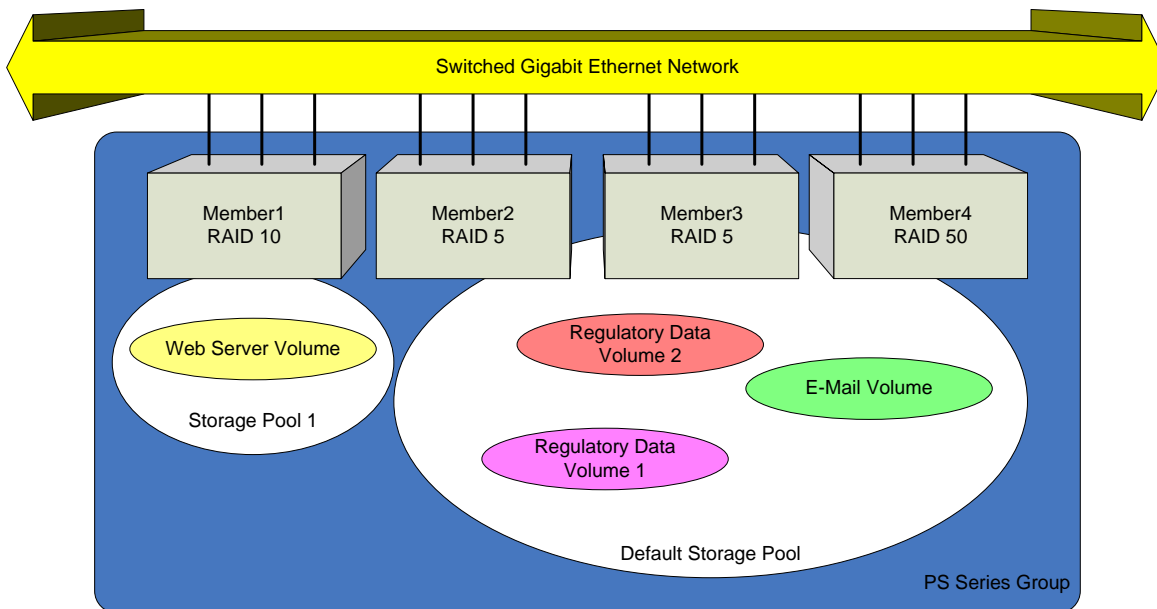 Switched Gigabit Ethernet Network
Member1
RAID 10
Member2
RAID 5
Member3
RAID 5
Member4
RAID 50
Web Server Volume
Storage Pool 1
Regulatory Data
Volume 2
E-Mail Volume
Regulatory Data
Volume 1
Default Storage Pool
PS Series Group